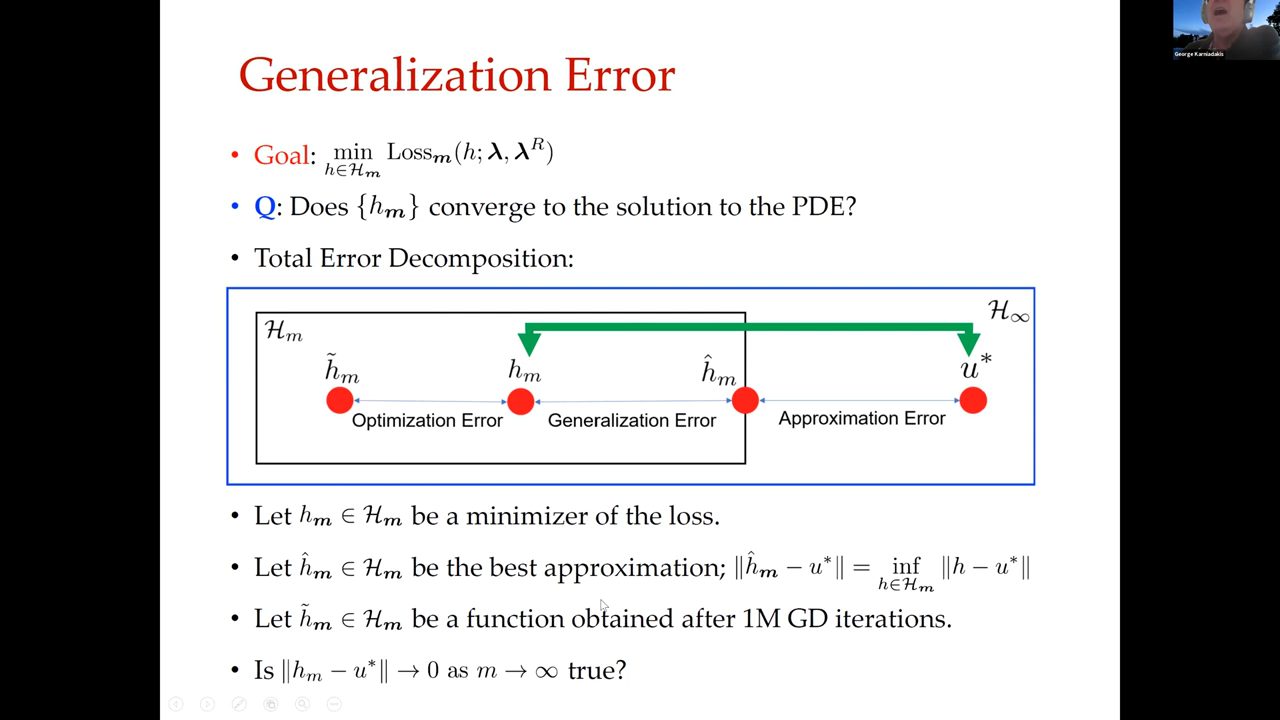 George Karniadakis
Generalization Error
• Goal: min_{h∈ℋ_𝒎} Loss_𝒎(h; 𝝀, 𝝀^R)
• Q: Does {h_𝒎} converge to the solution to the PDE?
• Total Error Decomposition:
ℋ_m ℋ_∞
h̃_m h_m ĥ_m u*
Optimization Error Generalization Error Approximation Error
• Let h_𝒎 ∈ ℋ_𝒎 be a minimizer of the loss.
• Let ĥ_𝒎 ∈ ℋ_𝒎 be the best approximation; ‖ĥ_𝒎 − u*‖ = inf_{h∈ℋ_𝒎} ‖h − u*‖
• Let h̃_𝒎 ∈ ℋ_𝒎 be a function obtained after 1M GD iterations.
• Is ‖h_m − u*‖ → 0 as m → ∞ true?